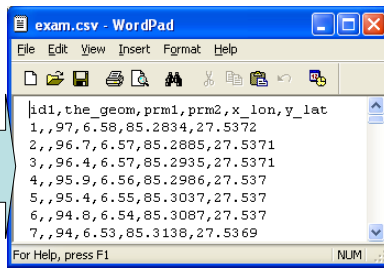 exam.csv - WordPad
File Edit View Insert Format Help
id1,the_geom,prm1,prm2,x_lon,y_lat
1,,97,6.58,85.2834,27.5372
2,,96.7,6.57,85.2885,27.5371
3,,96.4,6.57,85.2935,27.5371
4,,95.9,6.56,85.2986,27.537
5,,95.4,6.55,85.3037,27.537
6,,94.8,6.54,85.3087,27.537
7,,94,6.53,85.3138,27.5369
For Help, press F1 NUM